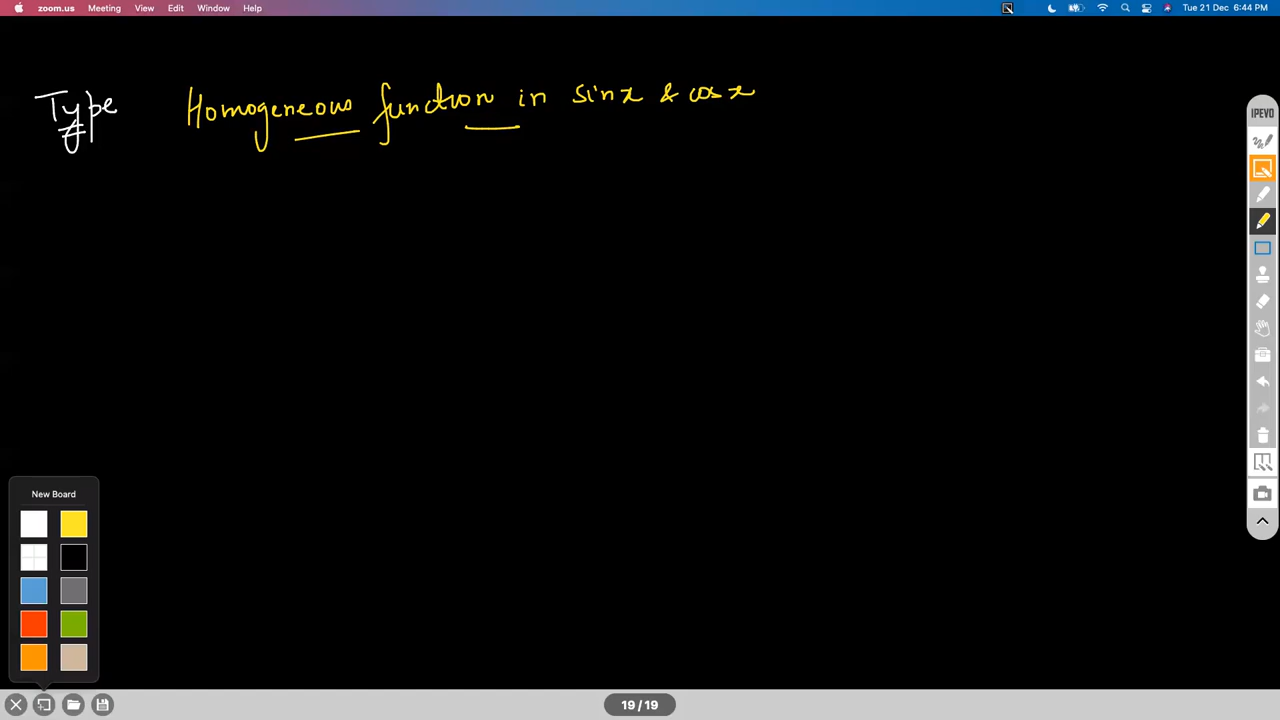 zoom.us Meeting View Edit Window Help Tue 21 Dec 6:44 PM
Type Homogeneous function in sinx & cosx
IPEVO
New Board
19 / 19